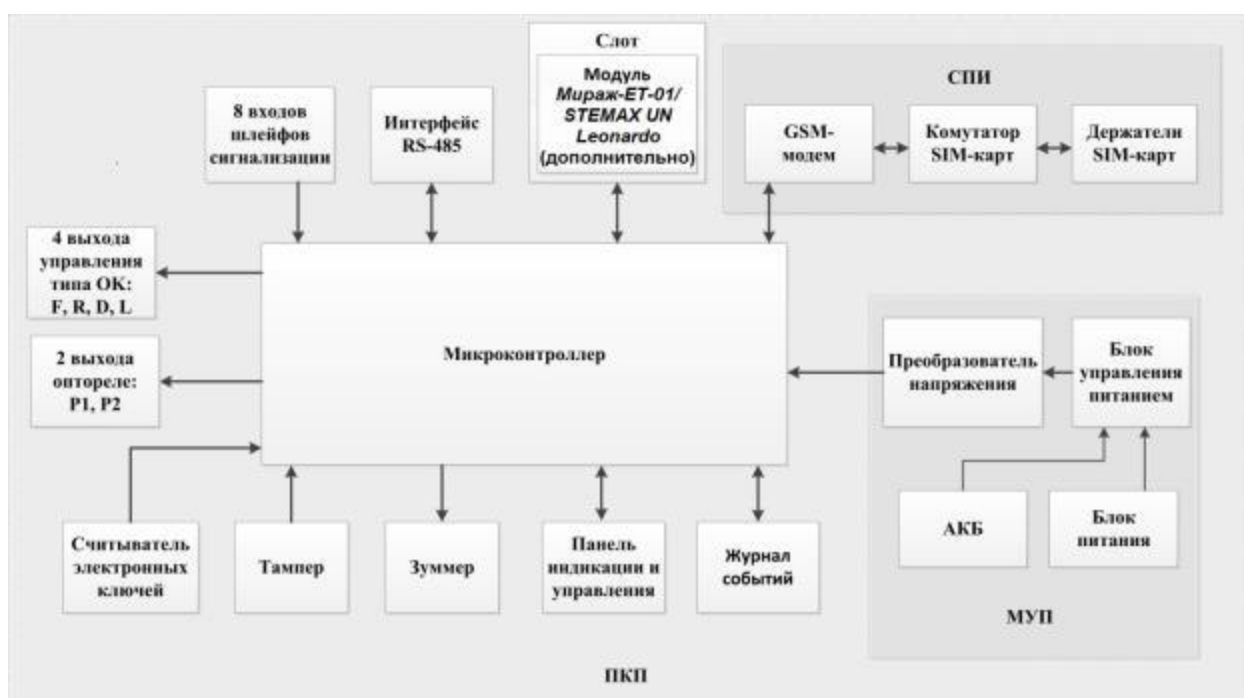 Слот
Модуль
Мираж-ET-01/
STEMAX UN
Leonardo
(дополнительно)
СПИ
8 входов
шлейфов
сигнализации
Интерфейс
RS-485
GSM-
модем
Комутатор
SIM-карт
Держатели
SIM-карт
4 выхода
управления
типа ОК:
F, R, D, L
2 выхода
оптореле:
P1, P2
Микроконтроллер
Преобразователь
напряжения
Блок
управления
питанием
АКБ
Блок
питания
МУП
Считыватель
электронных
ключей
Тампер
Зуммер
Панель
индикации и
управления
Журнал
событий
ПКП